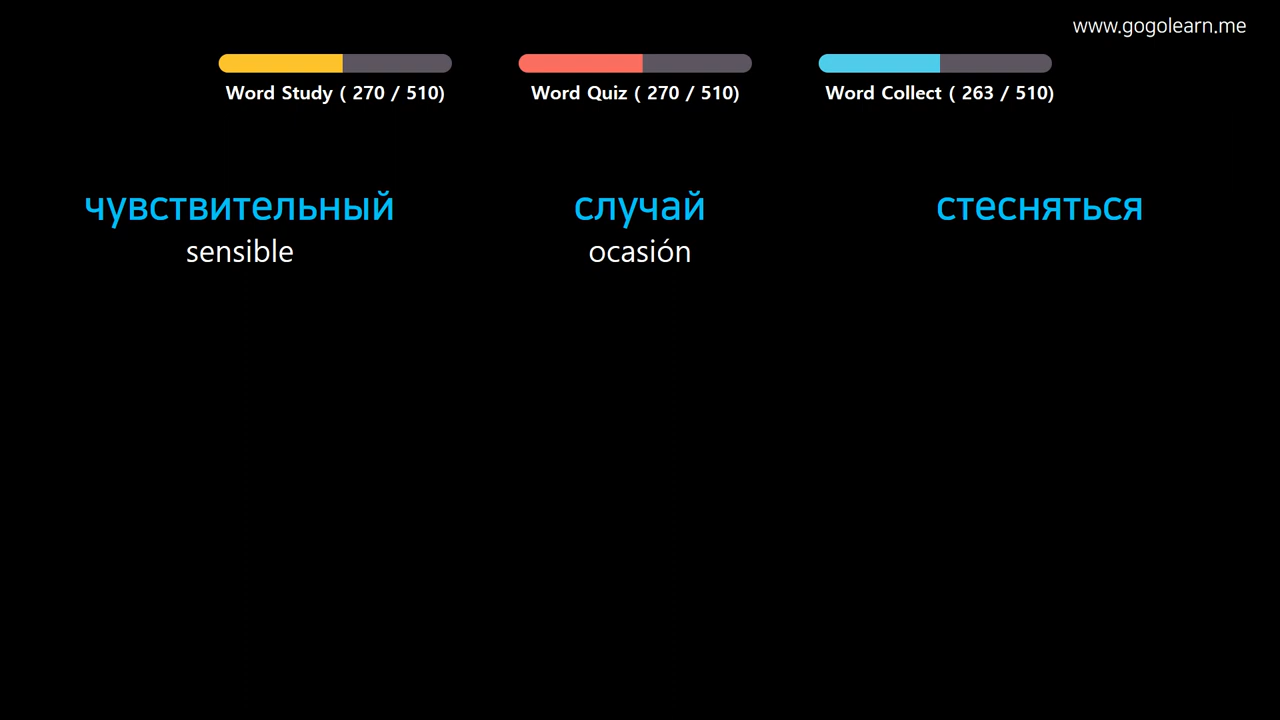 www.gogolearn.me
Word Study ( 270 / 510)
Word Quiz ( 270 / 510)
Word Collect ( 263 / 510)
чувствительный
sensible
случай
ocasión
стесняться